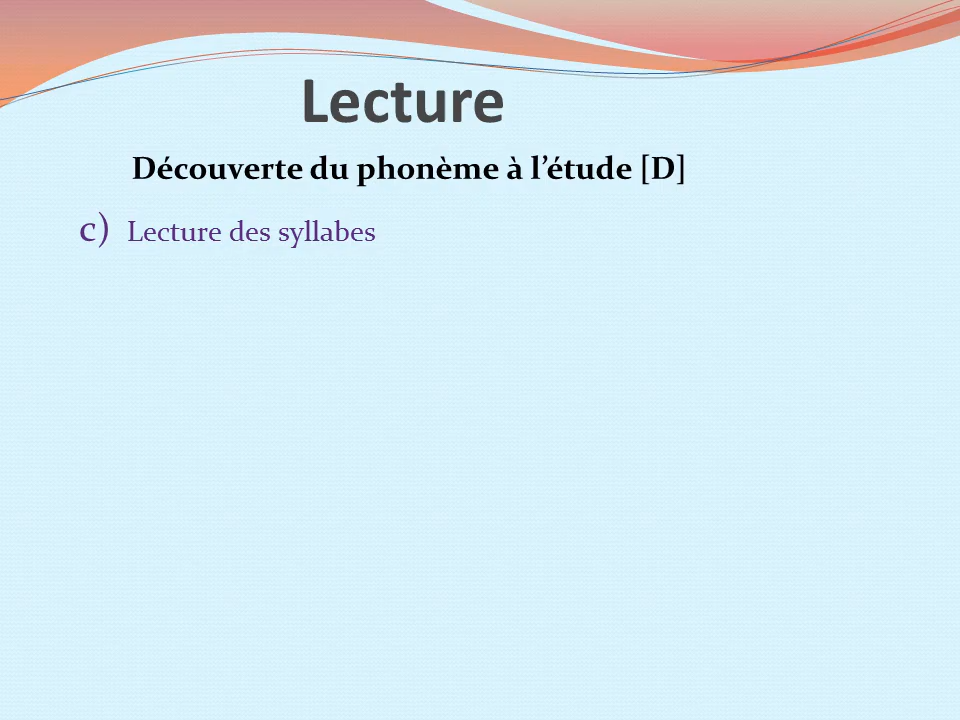 Lecture
Découverte du phonème à l’étude [D]
c) Lecture des syllabes